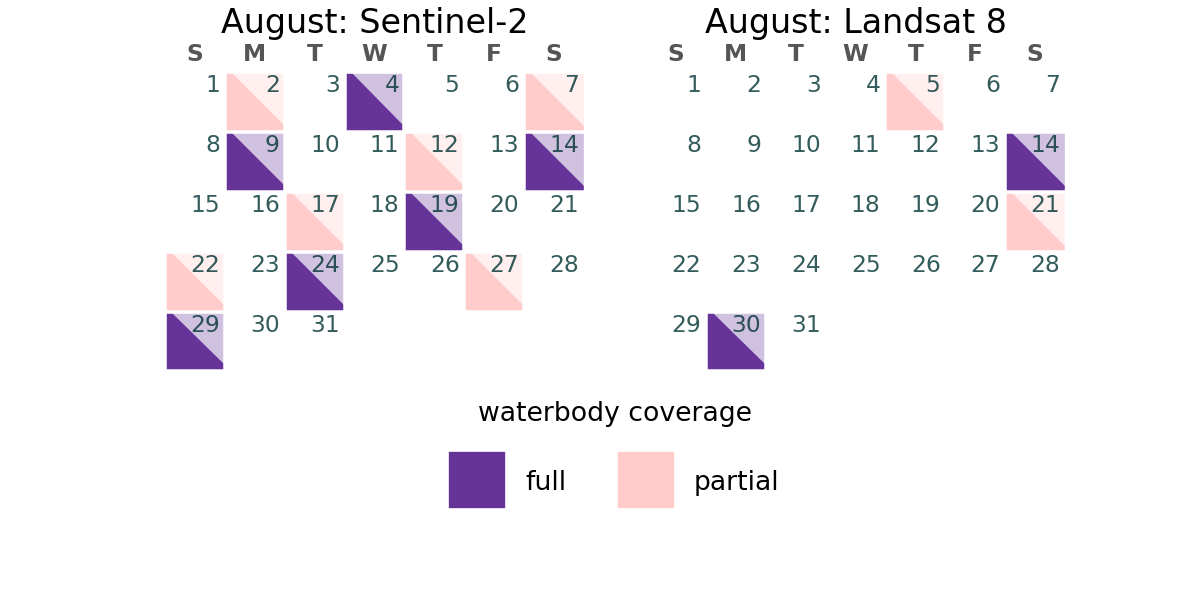 August: Sentinel-2
S M T W T F S
1 2 3 4 5 6 7
8 9 10 11 12 13 14
15 16 17 18 19 20 21
22 23 24 25 26 27 28
29 30 31
August: Landsat 8
S M T W T F S
1 2 3 4 5 6 7
8 9 10 11 12 13 14
15 16 17 18 19 20 21
22 23 24 25 26 27 28
29 30 31
waterbody coverage
full partial